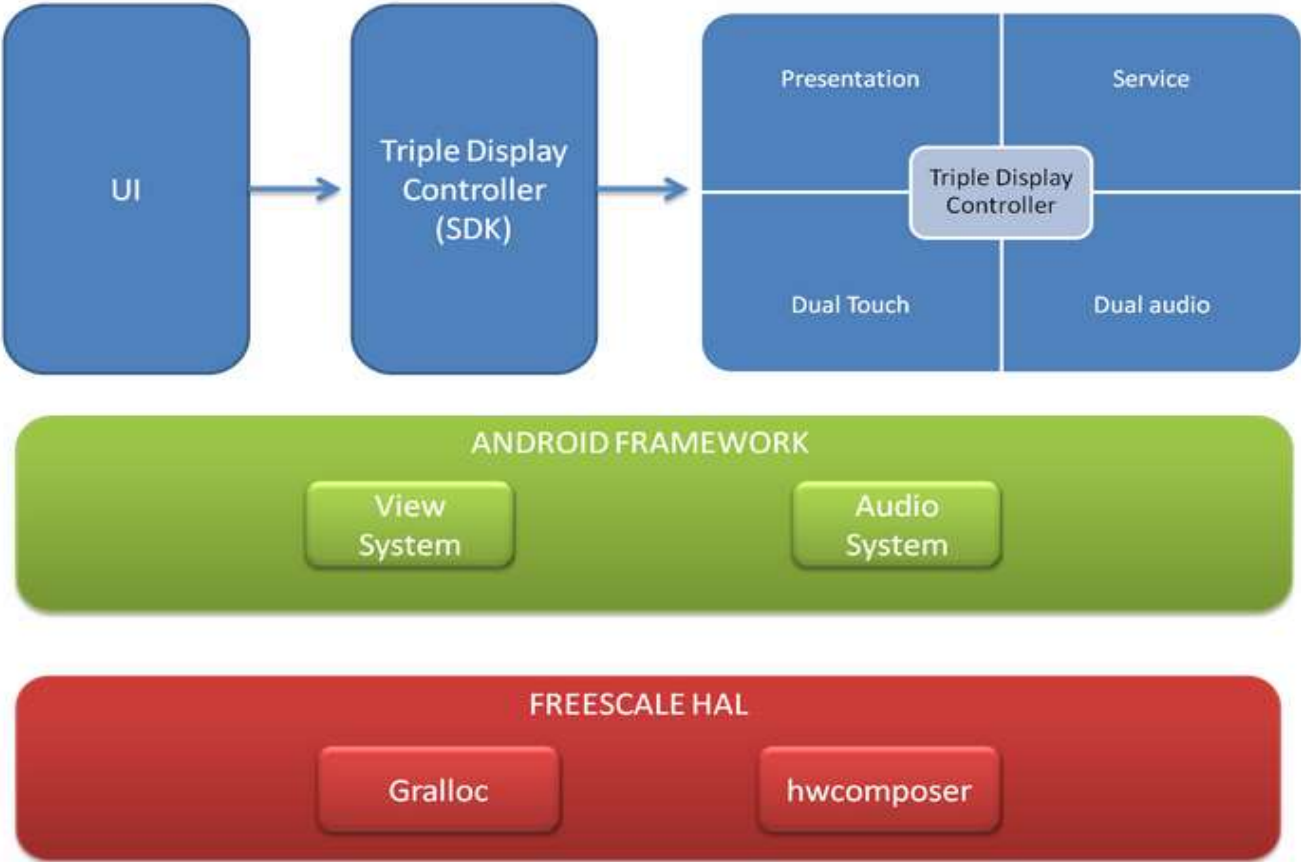 UI
Triple Display
Controller
(SDK)
Presentation
Service
Triple Display
Controller
Dual Touch
Dual audio
ANDROID FRAMEWORK
View
System
Audio
System
FREESCALE HAL
Gralloc
hwcomposer